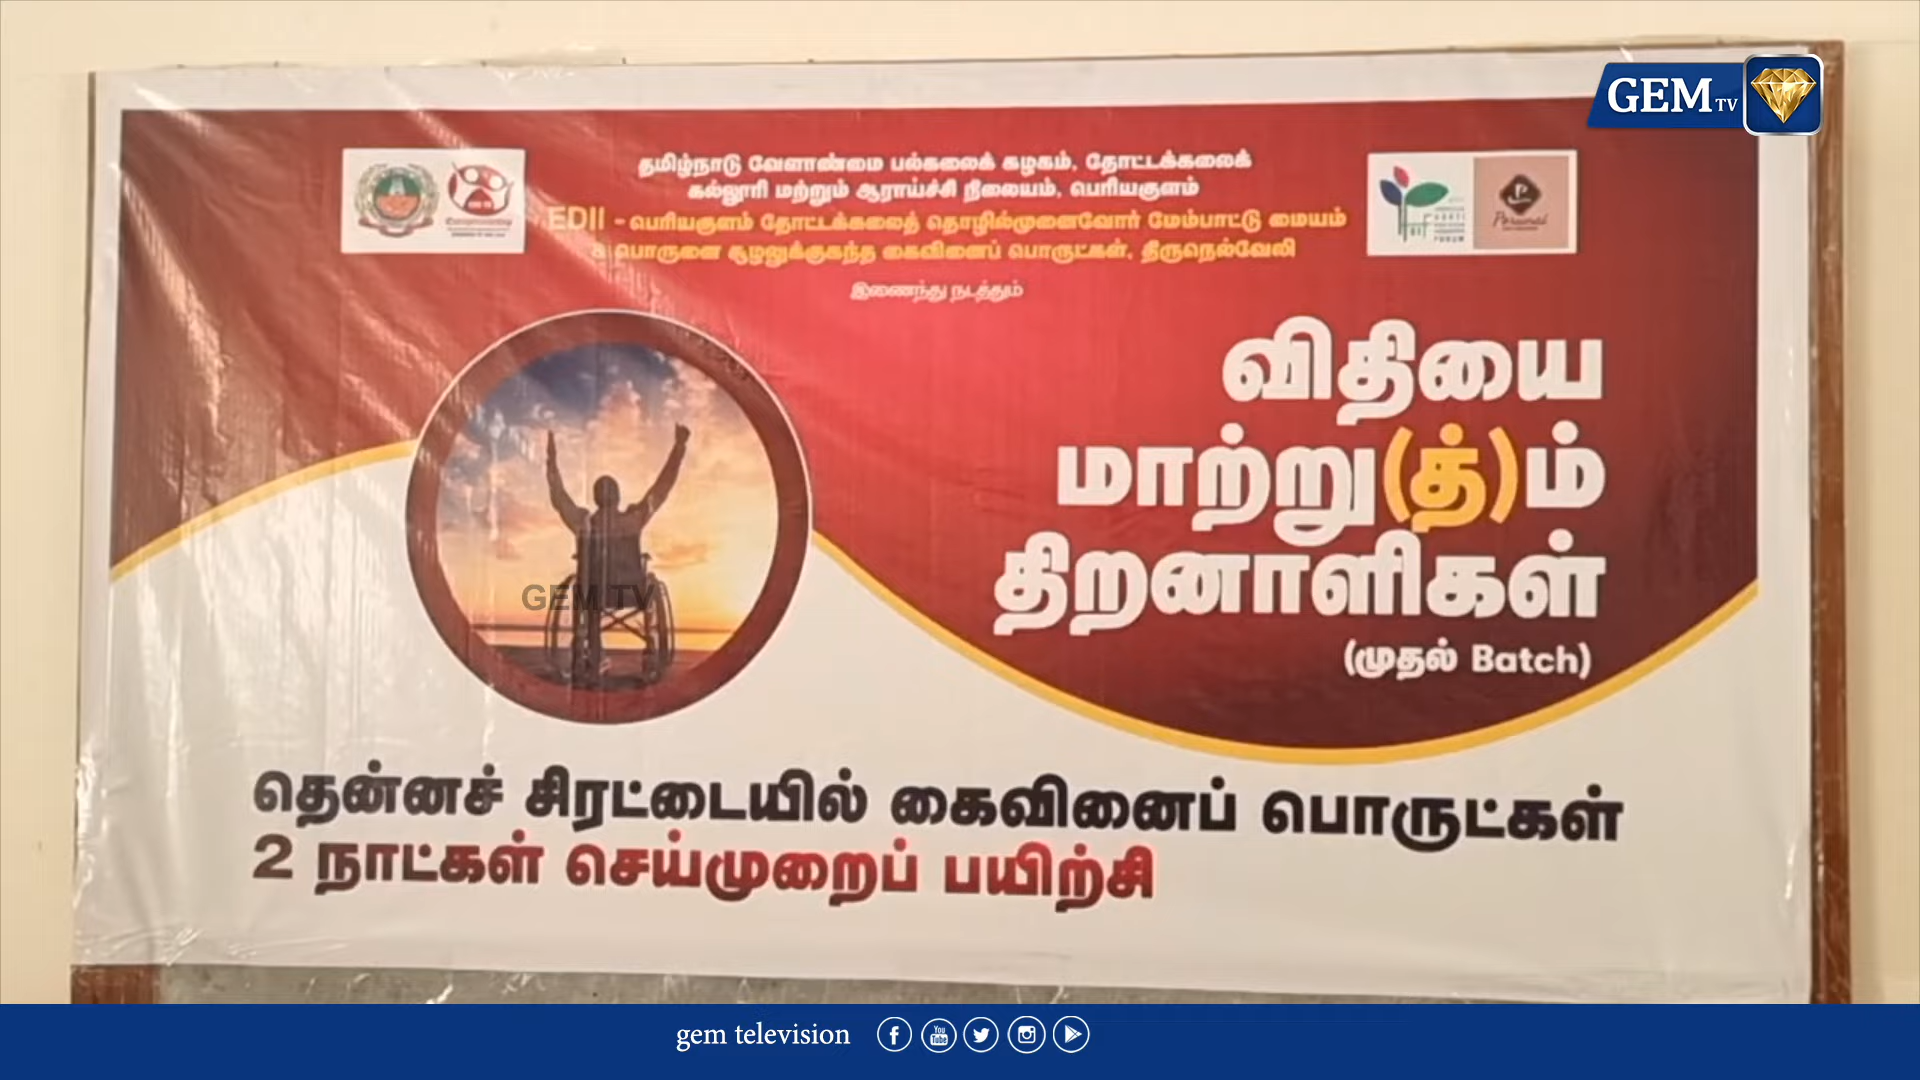 GEM TV
தமிழ்நாடு வேளாண்மை பல்கலைக் கழகம், தோட்டக்கலைக்
கல்லூரி மற்றும் ஆராய்ச்சி நிலையம், பெரியகுளம்
EDII - பெரியகுளம் தோட்டக்கலைத் தொழில்முனைவோர் மேம்பாட்டு மையம்
& பொருனை சூழலுக்குகந்த கைவினைப் பொருட்கள், திருநெல்வேலி
இணைந்து நடத்தும்
விதியை
மாற்று(த்)ம்
திறனாளிகள்
(முதல் Batch)
GEM TV
தென்னச் சிரட்டையில் கைவினைப் பொருட்கள்
2 நாட்கள் செய்முறைப் பயிற்சி
gem television